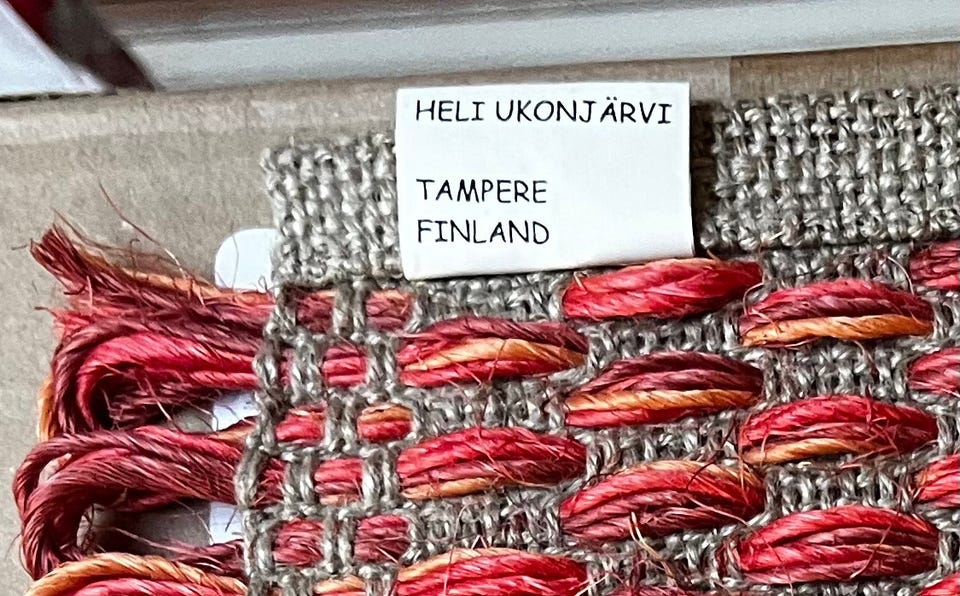 HELI UKONJÄRVI
TAMPERE
FINLAND